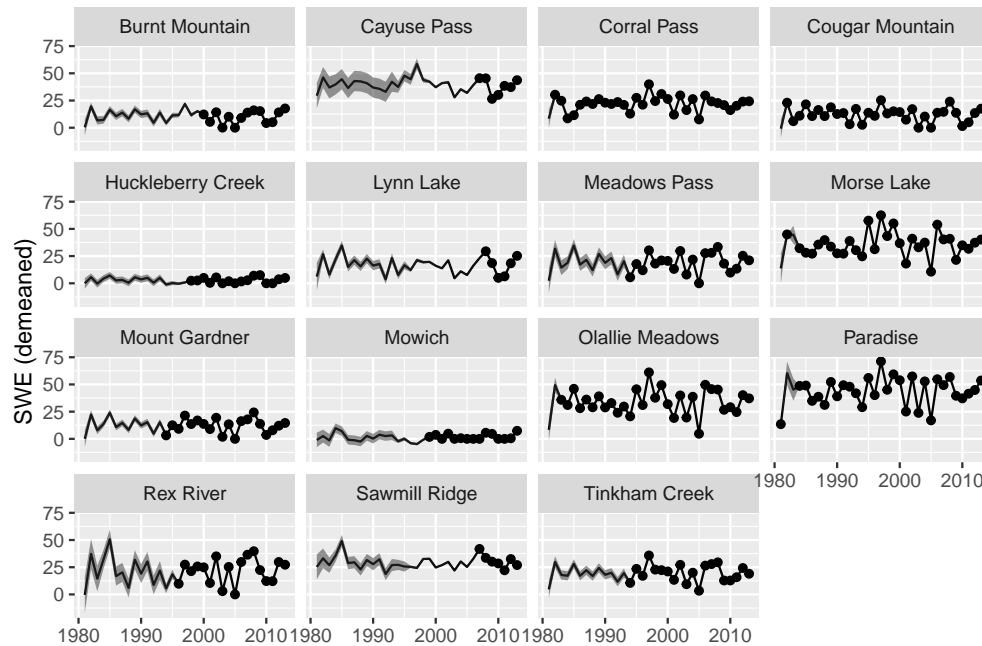 Burnt Mountain Cayuse Pass Corral Pass Cougar Mountain
75
50
25
0
Huckleberry Creek Lynn Lake Meadows Pass Morse Lake
75
50
25
0
SWE (demeaned)
Mount Gardner Mowich Olallie Meadows Paradise
75
50
25
0
1980 1990 2000 2010
Rex River Sawmill Ridge Tinkham Creek
75
50
25
0
1980 1990 2000 2010 1980 1990 2000 2010 1980 1990 2000 2010